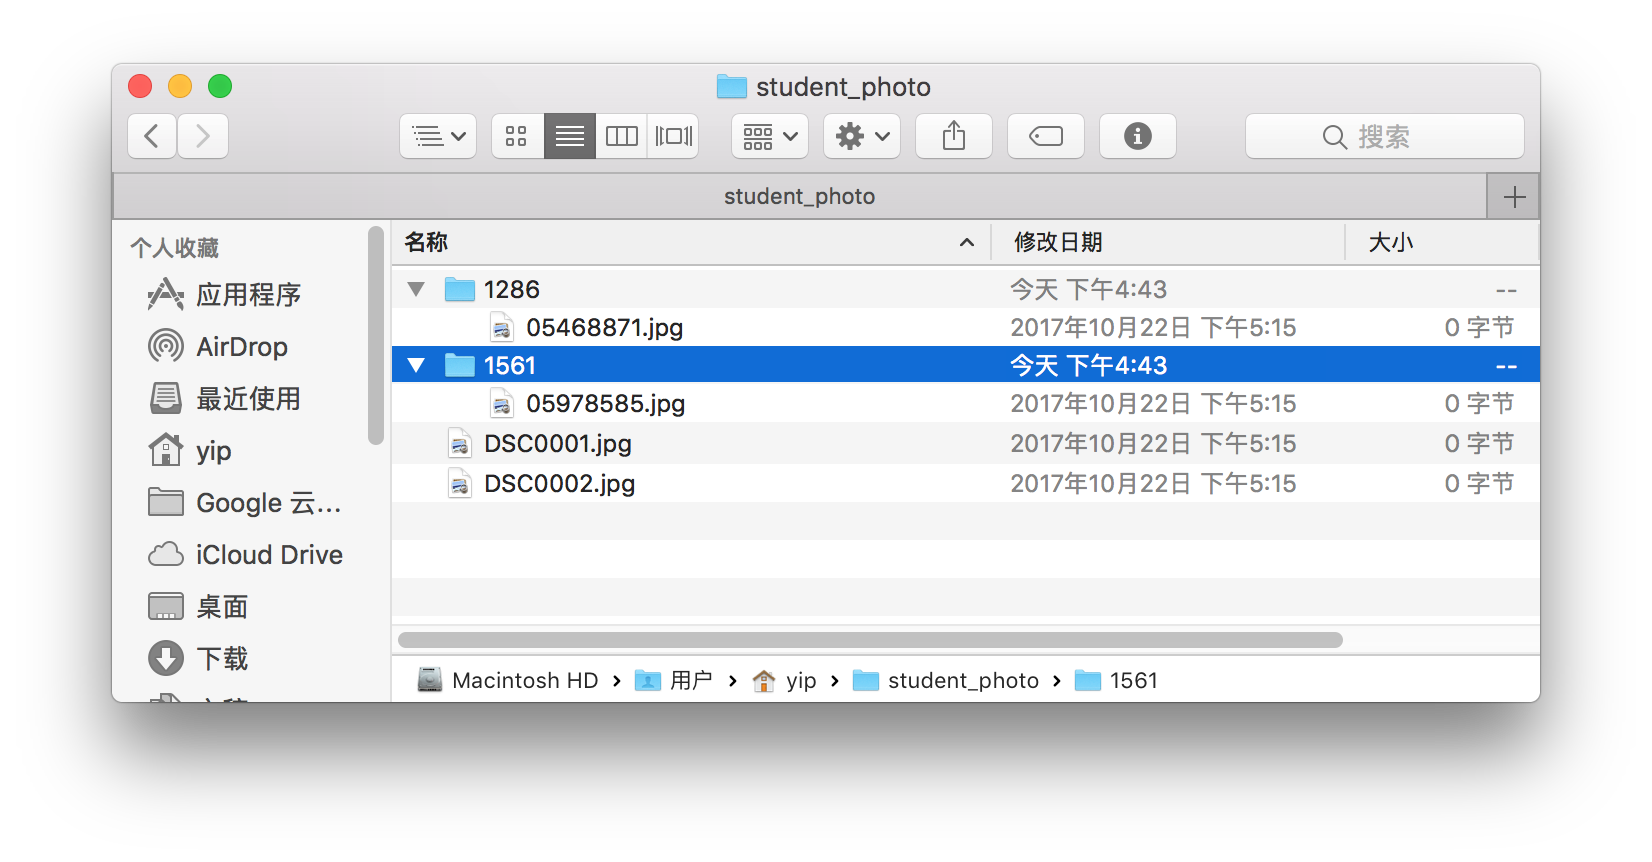 student_photo
搜索
student_photo
个人收藏
应用程序
AirDrop
最近使用
yip
Google 云...
iCloud Drive
桌面
下载
名称 修改日期 大小
1286 今天 下午4:43 --
05468871.jpg 2017年10月22日 下午5:15 0 字节
1561 今天 下午4:43 --
05978585.jpg 2017年10月22日 下午5:15 0 字节
DSC0001.jpg 2017年10月22日 下午5:15 0 字节
DSC0002.jpg 2017年10月22日 下午5:15 0 字节
Macintosh HD › 用户 › yip › student_photo › 1561